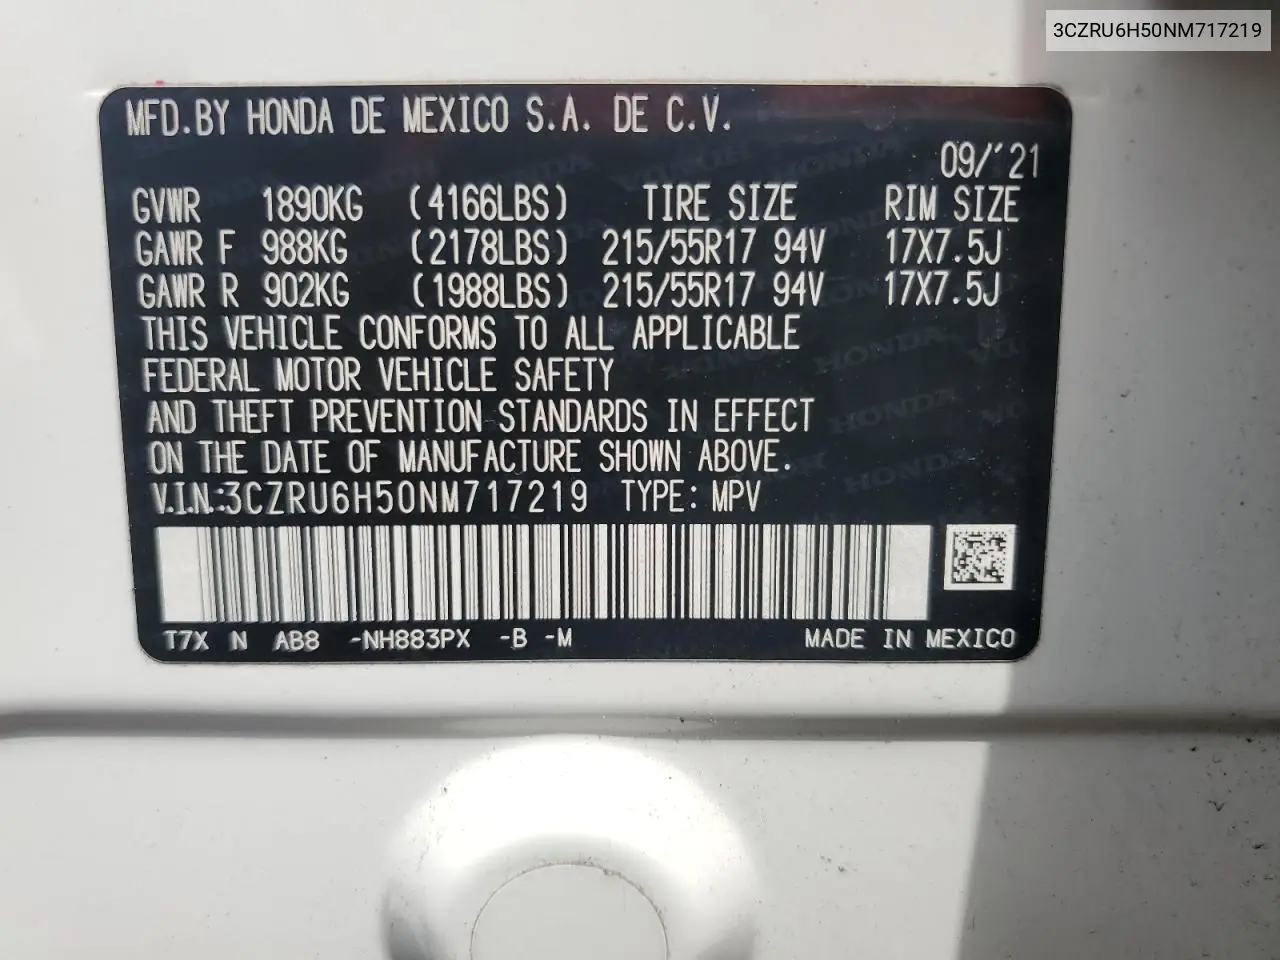 3CZRU6H50NM717219
MFD.BY HONDA DE MEXICO S.A. DE C.V.
09/'21
GVWR 1890KG (4166LBS) TIRE SIZE RIM SIZE
GAWR F 988KG (2178LBS) 215/55R17 94V 17X7.5J
GAWR R 902KG (1988LBS) 215/55R17 94V 17X7.5J
THIS VEHICLE CONFORMS TO ALL APPLICABLE
FEDERAL MOTOR VEHICLE SAFETY
AND THEFT PREVENTION STANDARDS IN EFFECT
ON THE DATE OF MANUFACTURE SHOWN ABOVE.
V.I.N.:3CZRU6H50NM717219 TYPE: MPV
T7X N AB8 -NH883PX -B -M MADE IN MEXICO